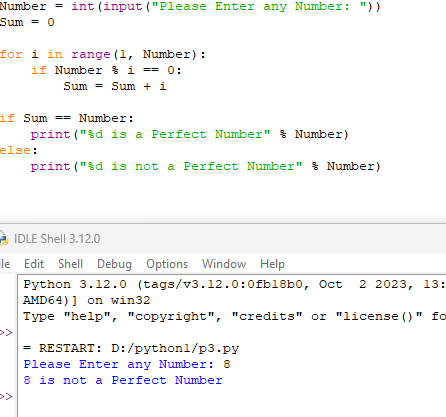 Number = int(input("Please Enter any Number: "))
Sum = 0
for i in range(1, Number):
if Number % i == 0:
Sum = Sum + i
if Sum == Number:
print("%d is a Perfect Number" % Number)
else:
print("%d is not a Perfect Number" % Number)
IDLE Shell 3.12.0
ile Edit Shell Debug Options Window Help
Python 3.12.0 (tags/v3.12.0:0fb18b0, Oct 2 2023, 13:
AMD64)] on win32
Type "help", "copyright", "credits" or "license()" fo
>>
= RESTART: D:/python1/p3.py
Please Enter any Number: 8
8 is not a Perfect Number
>>